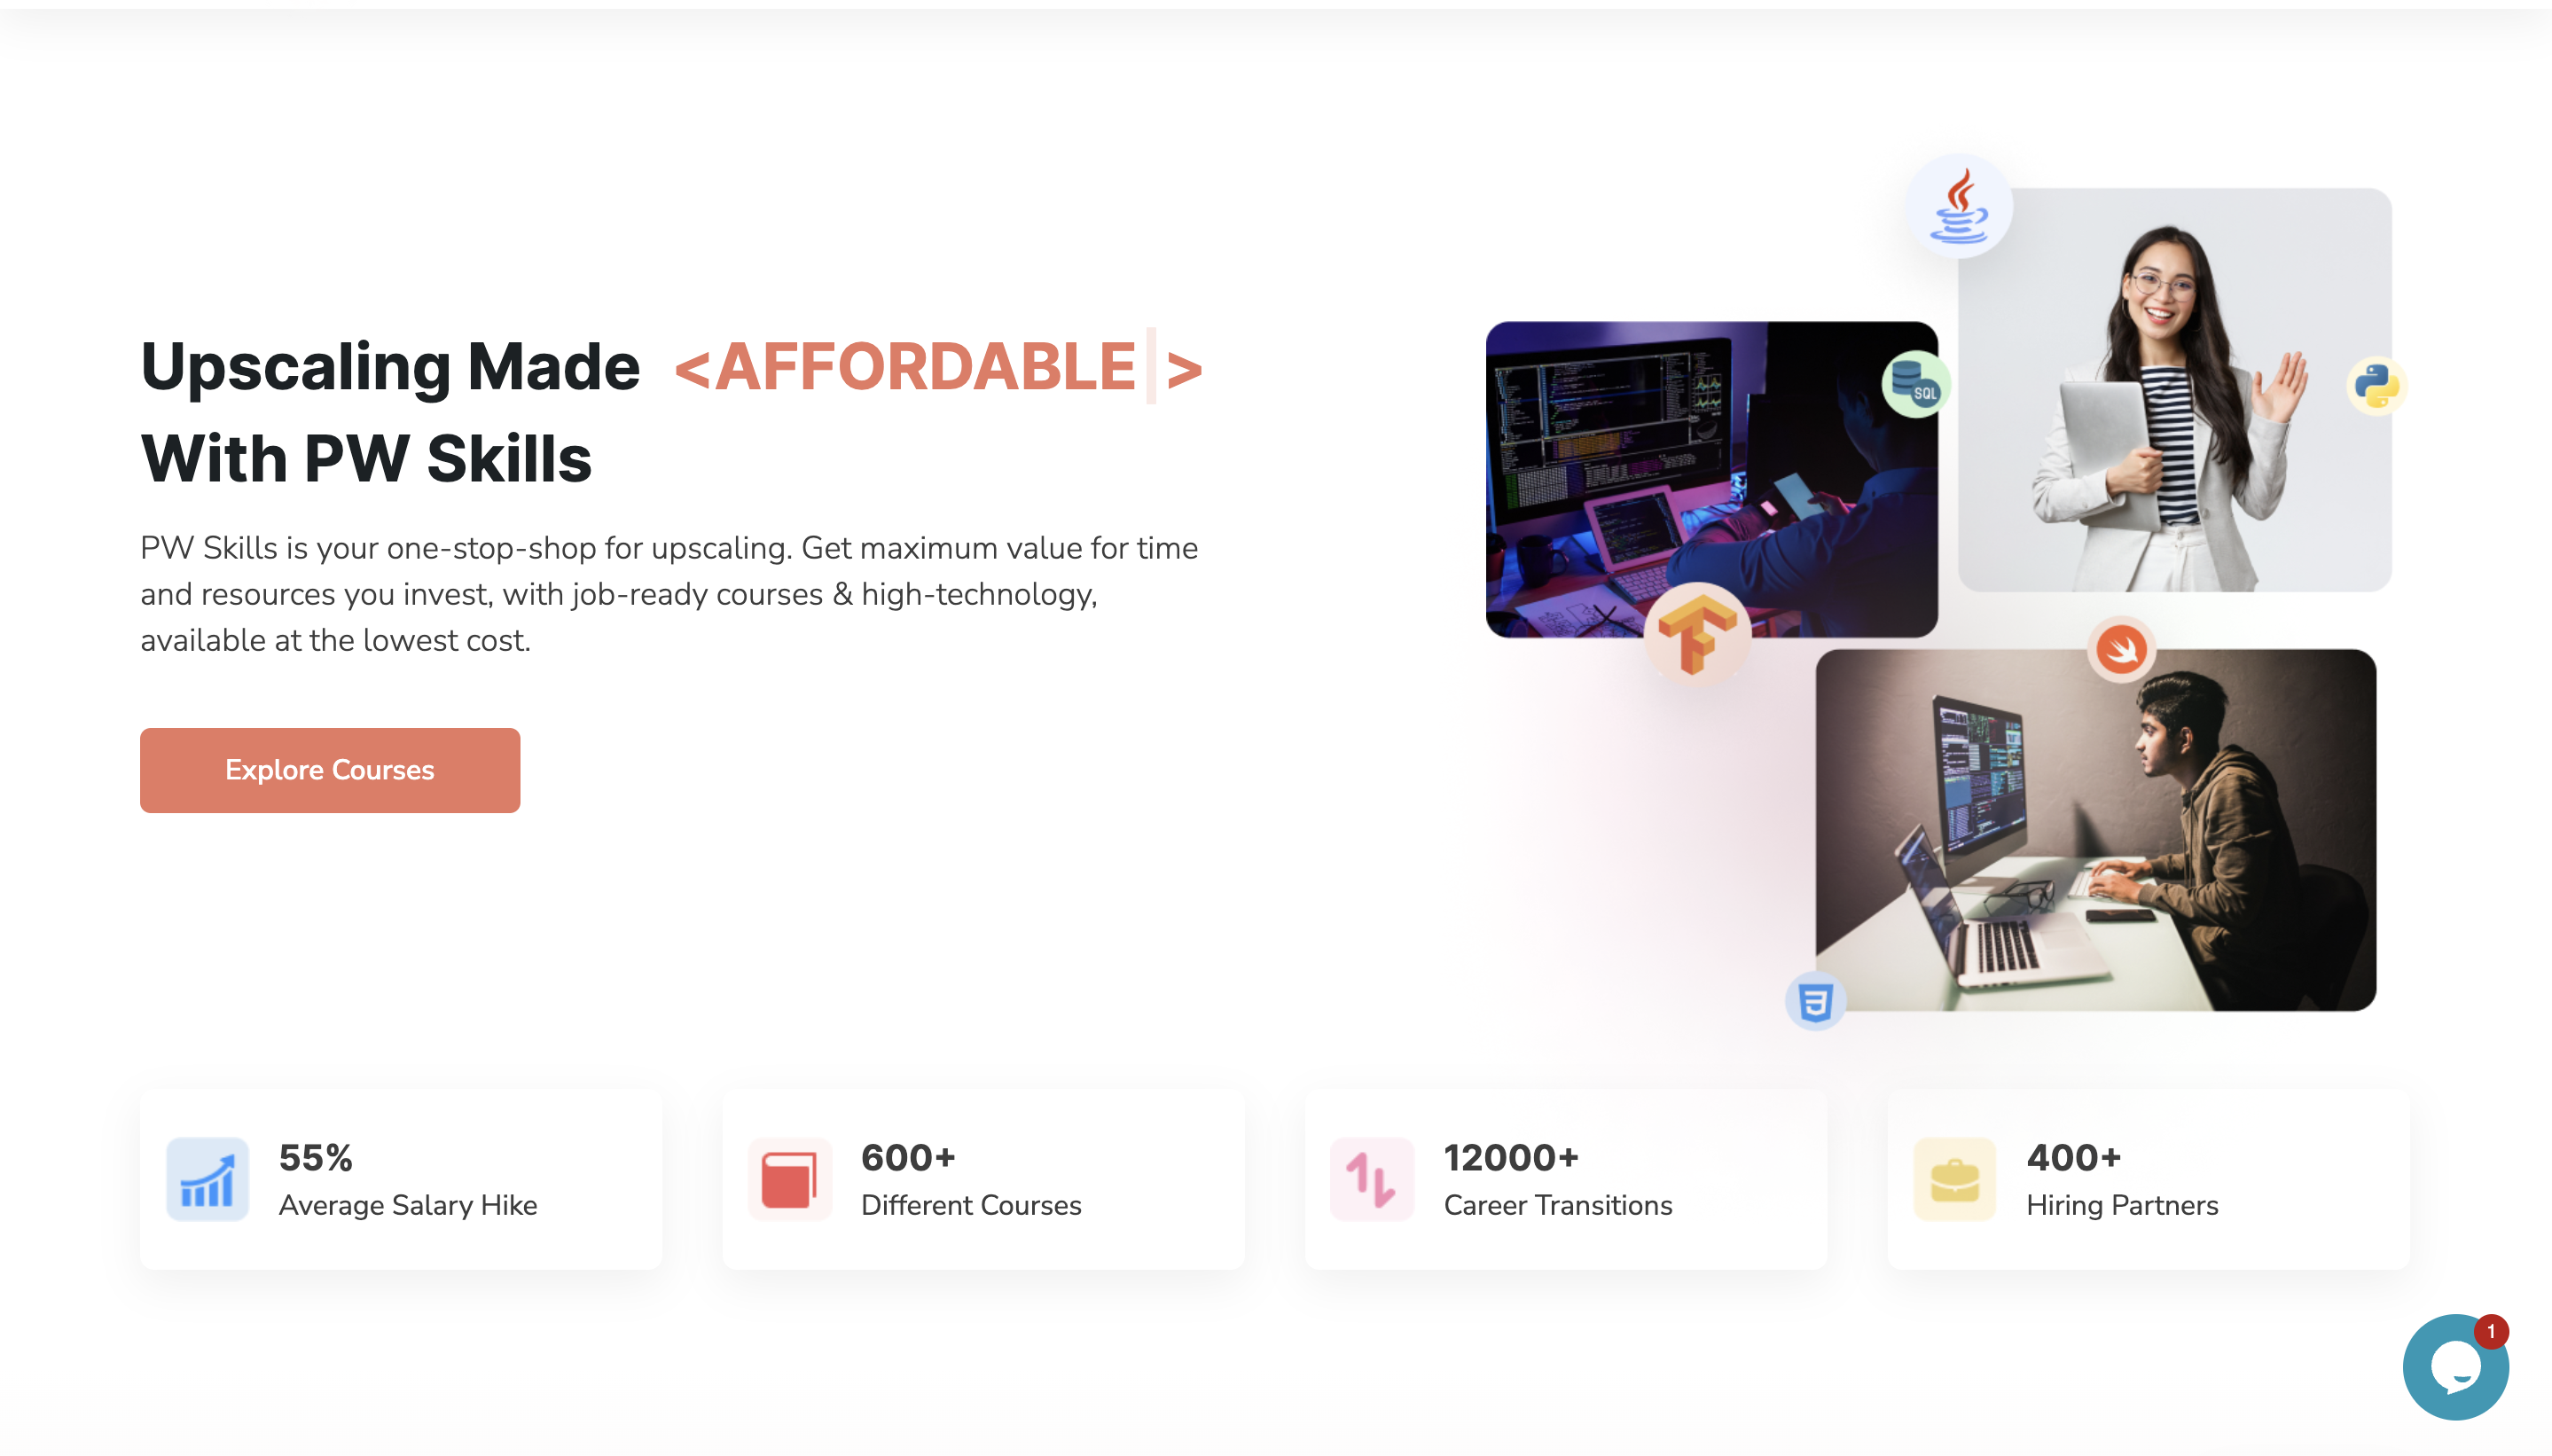 Upscaling Made <AFFORDABLE>
With PW Skills
PW Skills is your one-stop-shop for upscaling. Get maximum value for time
and resources you invest, with job-ready courses & high-technology,
available at the lowest cost.
Explore Courses
SQL
55%
Average Salary Hike
600+
Different Courses
12000+
Career Transitions
400+
Hiring Partners
1